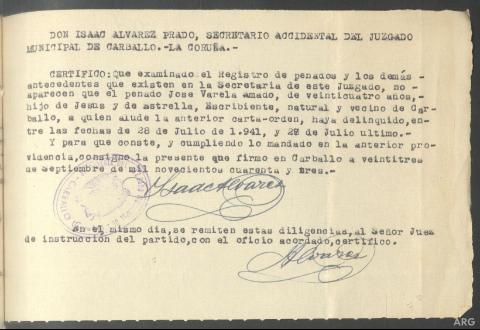 DON ISAAC ALVAREZ PRADO, SECRETARIO ACCIDENTAL DEL JUZGADO
MUNICIPAL DE CARBALLO.-LA CORUÑA.-
CERTIFICO: Que examinado el Registro de penados y los demás -
antecedentes que existen en la Secretaria de este Juzgado, no -
aparecen que el penado Jose Varela Amado, de veinticuatro años,-
hijo de Jesus y de Estrella, Escribiente, natural y vecino de Car-
ballo, a quien alude la anterior carta-orden, haya delinquido, en-
tre las fechas de 28 de Julio de 1.941, y 28 de Julio ultimo.-
Y para que conste, y cumpliendo lo mandado en la anterior pro-
videncia, consigno la presente que firmo en Carballo a veintitres
de Septiembre de mil novecientos cuarenta y tres.-
Isaac Alvarez
En el mismo dia, se remiten estas diligencias, al Señor Juez
de instrucción del partido, con el oficio acordado, certifico.
Alvarez
ARG